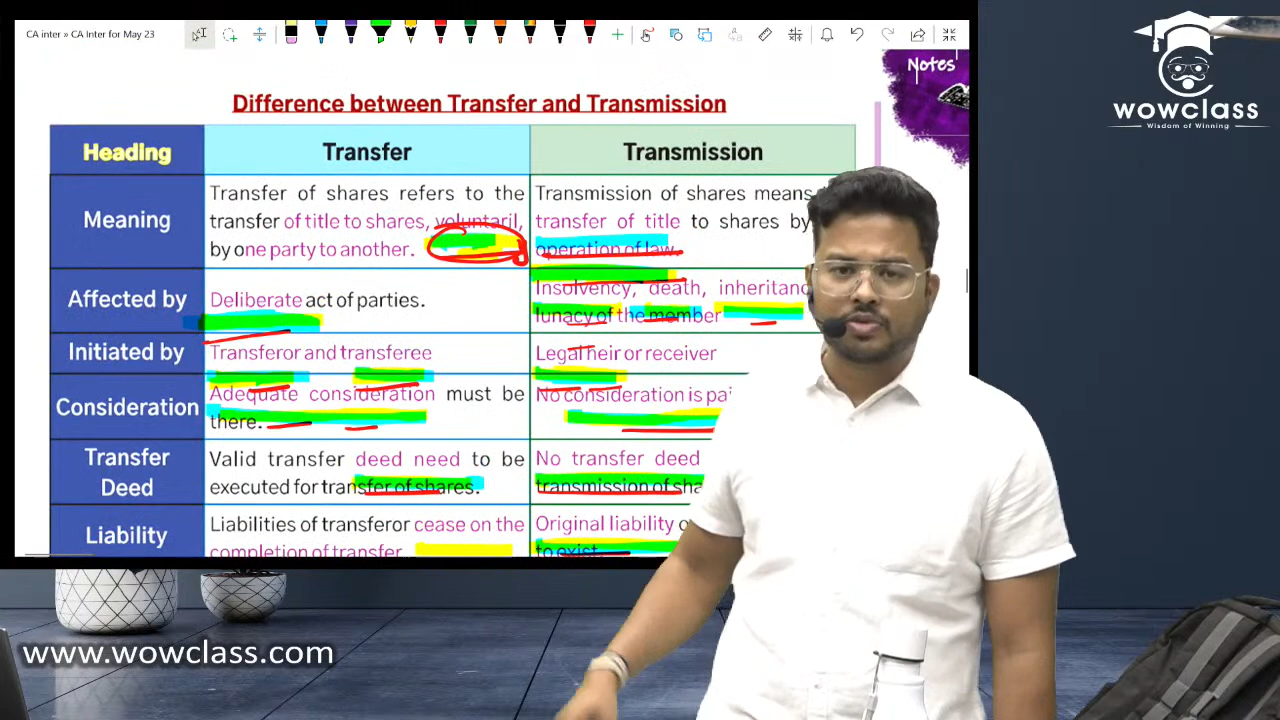 CA inter » CA Inter for May 23
Notes
wowclass
Wisdom of Winning
Difference between Transfer and Transmission
Heading
Transfer
Transmission
Meaning
Transfer of shares refers to the
transfer of title to shares, voluntaril,
by one party to another.
Transmission of shares means
transfer of title to shares by
operation of law.
Affected by
Deliberate act of parties.
Insolvency, death, inheritanc
lunacy of the member
Initiated by
Transferor and transferee
Legal heir or receiver
Consideration
Adequate consideration must be
there.
No consideration is pai
Transfer
Deed
Valid transfer deed need to be
executed for transfer of shares.
No transfer deed
transmission of sha
Liability
Liabilities of transferor cease on the
completion of transfer.
Original liability
to exist.
www.wowclass.com